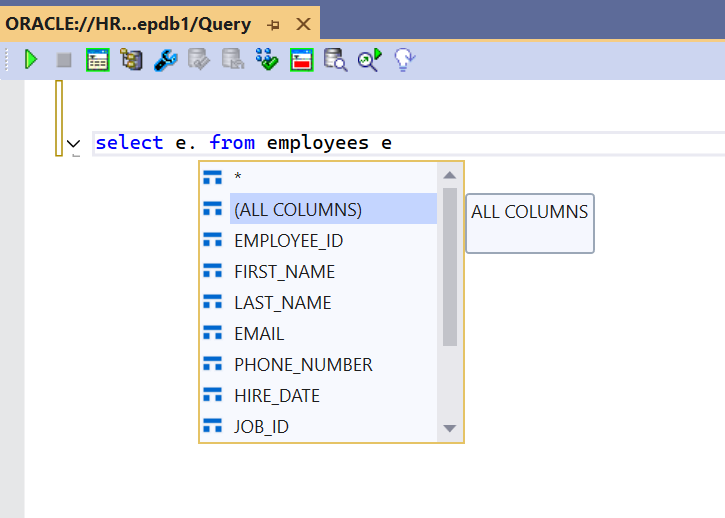 ORACLE://HR...epdb1/Query
select e. from employees e
*
(ALL COLUMNS)
ALL COLUMNS
EMPLOYEE_ID
FIRST_NAME
LAST_NAME
EMAIL
PHONE_NUMBER
HIRE_DATE
JOB_ID